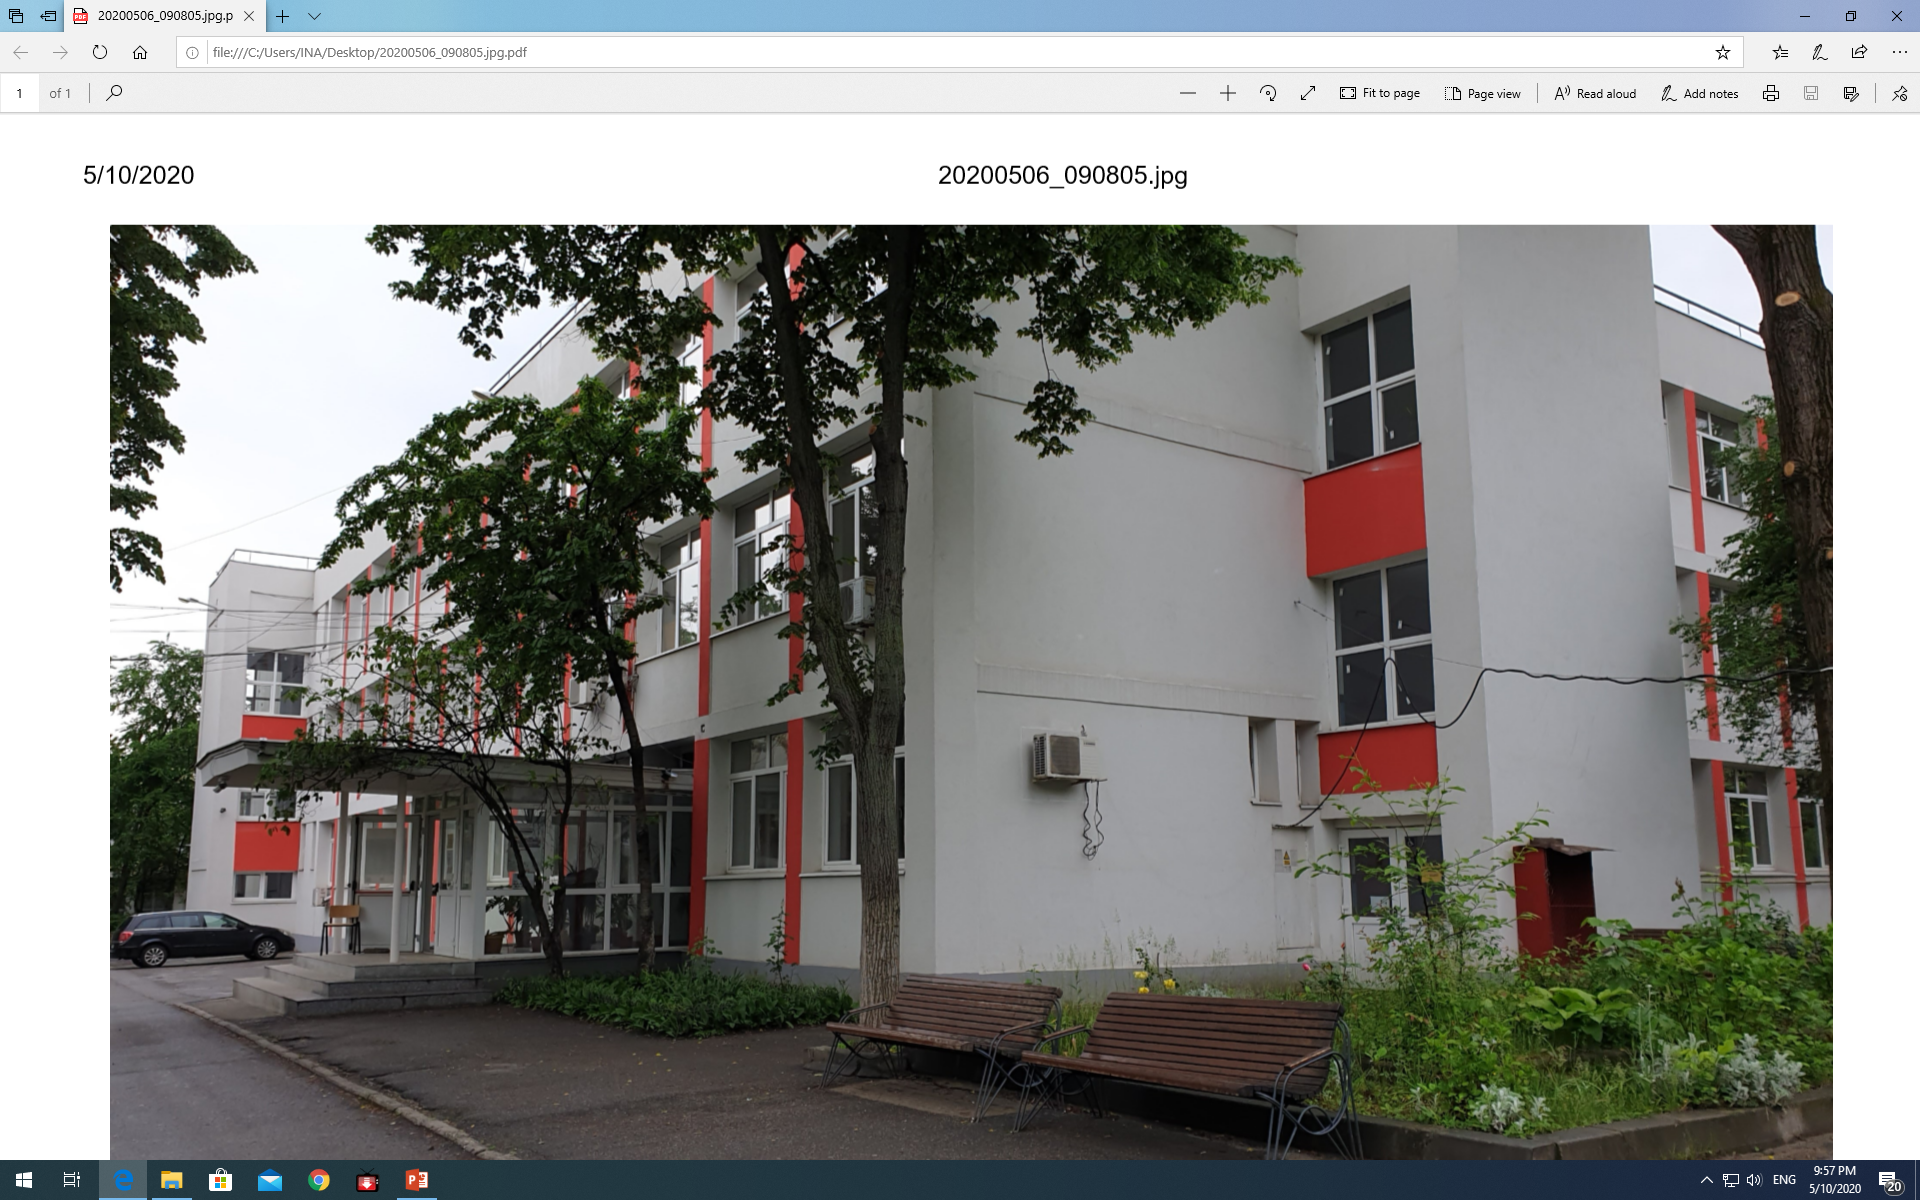 20200506_090805.jpg.p
file:///C:/Users/INA/Desktop/20200506_090805.jpg.pdf
1 of 1
Fit to page
Page view
Read aloud
Add notes
5/10/2020
20200506_090805.jpg
ENG
9:57 PM
5/10/2020
20